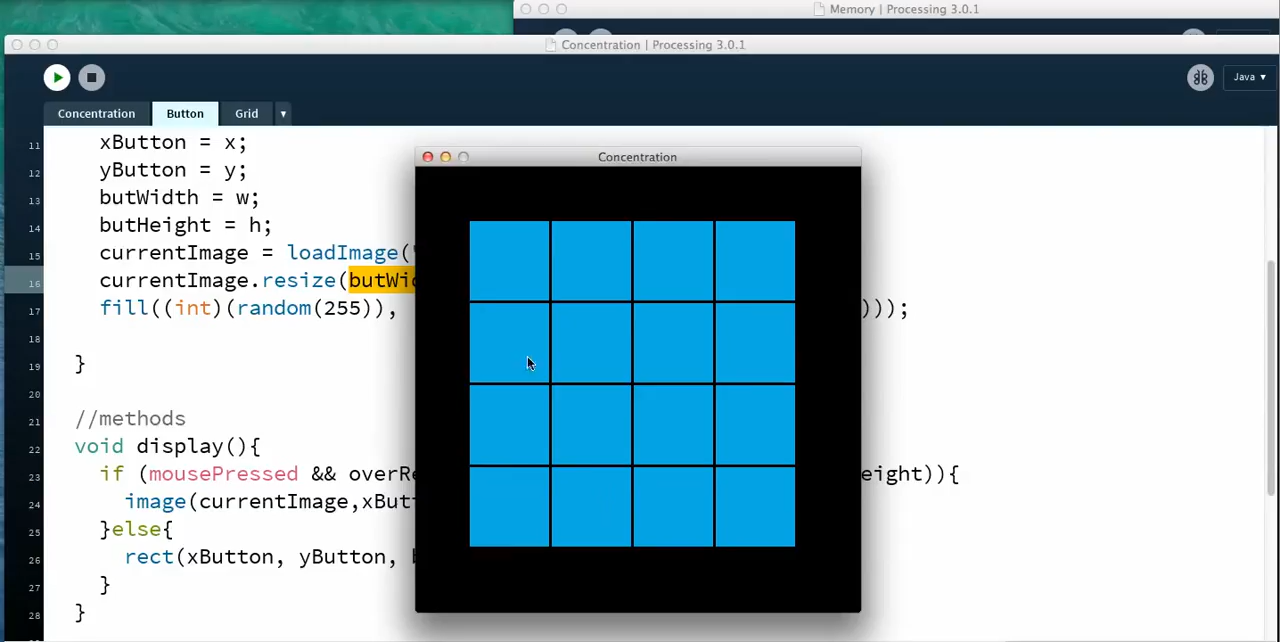 Memory | Processing 3.0.1
Concentration | Processing 3.0.1
Java ▾
Concentration Button Grid ▾
Concentration
11 xButton = x;
12 yButton = y;
13 butWidth = w;
14 butHeight = h;
15 currentImage = loadImage(
16 currentImage.resize(butWid
17 fill((int)(random(255)), )));
18
19 }
20
21 //methods
22 void display(){
23 if (mousePressed && overRe eight)){
24 image(currentImage,xBut
25 }else{
26 rect(xButton, yButton,
27 }
28 }